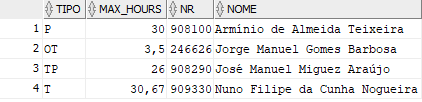 TIPO MAX_HOURS NR NOME
1 P 30 908100 Armínio de Almeida Teixeira
2 OT 3,5 246626 Jorge Manuel Gomes Barbosa
3 TP 26 908290 José Manuel Miguez Araújo
4 T 30,67 909330 Nuno Filipe da Cunha Nogueira